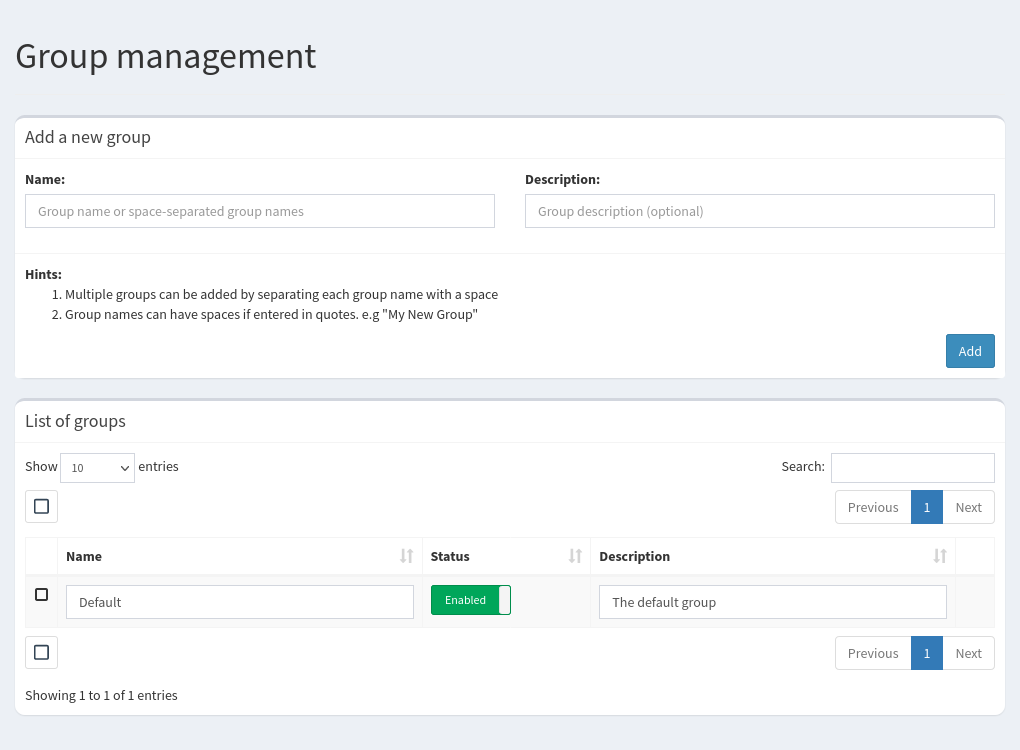 Group management
Add a new group
Name: Description:
Group name or space-separated group names Group description (optional)
Hints:
1. Multiple groups can be added by separating each group name with a space
2. Group names can have spaces if entered in quotes. e.g "My New Group"
Add
List of groups
Show 10 entries Search:
Previous 1 Next
Name Status Description
Default Enabled The default group
Previous 1 Next
Showing 1 to 1 of 1 entries